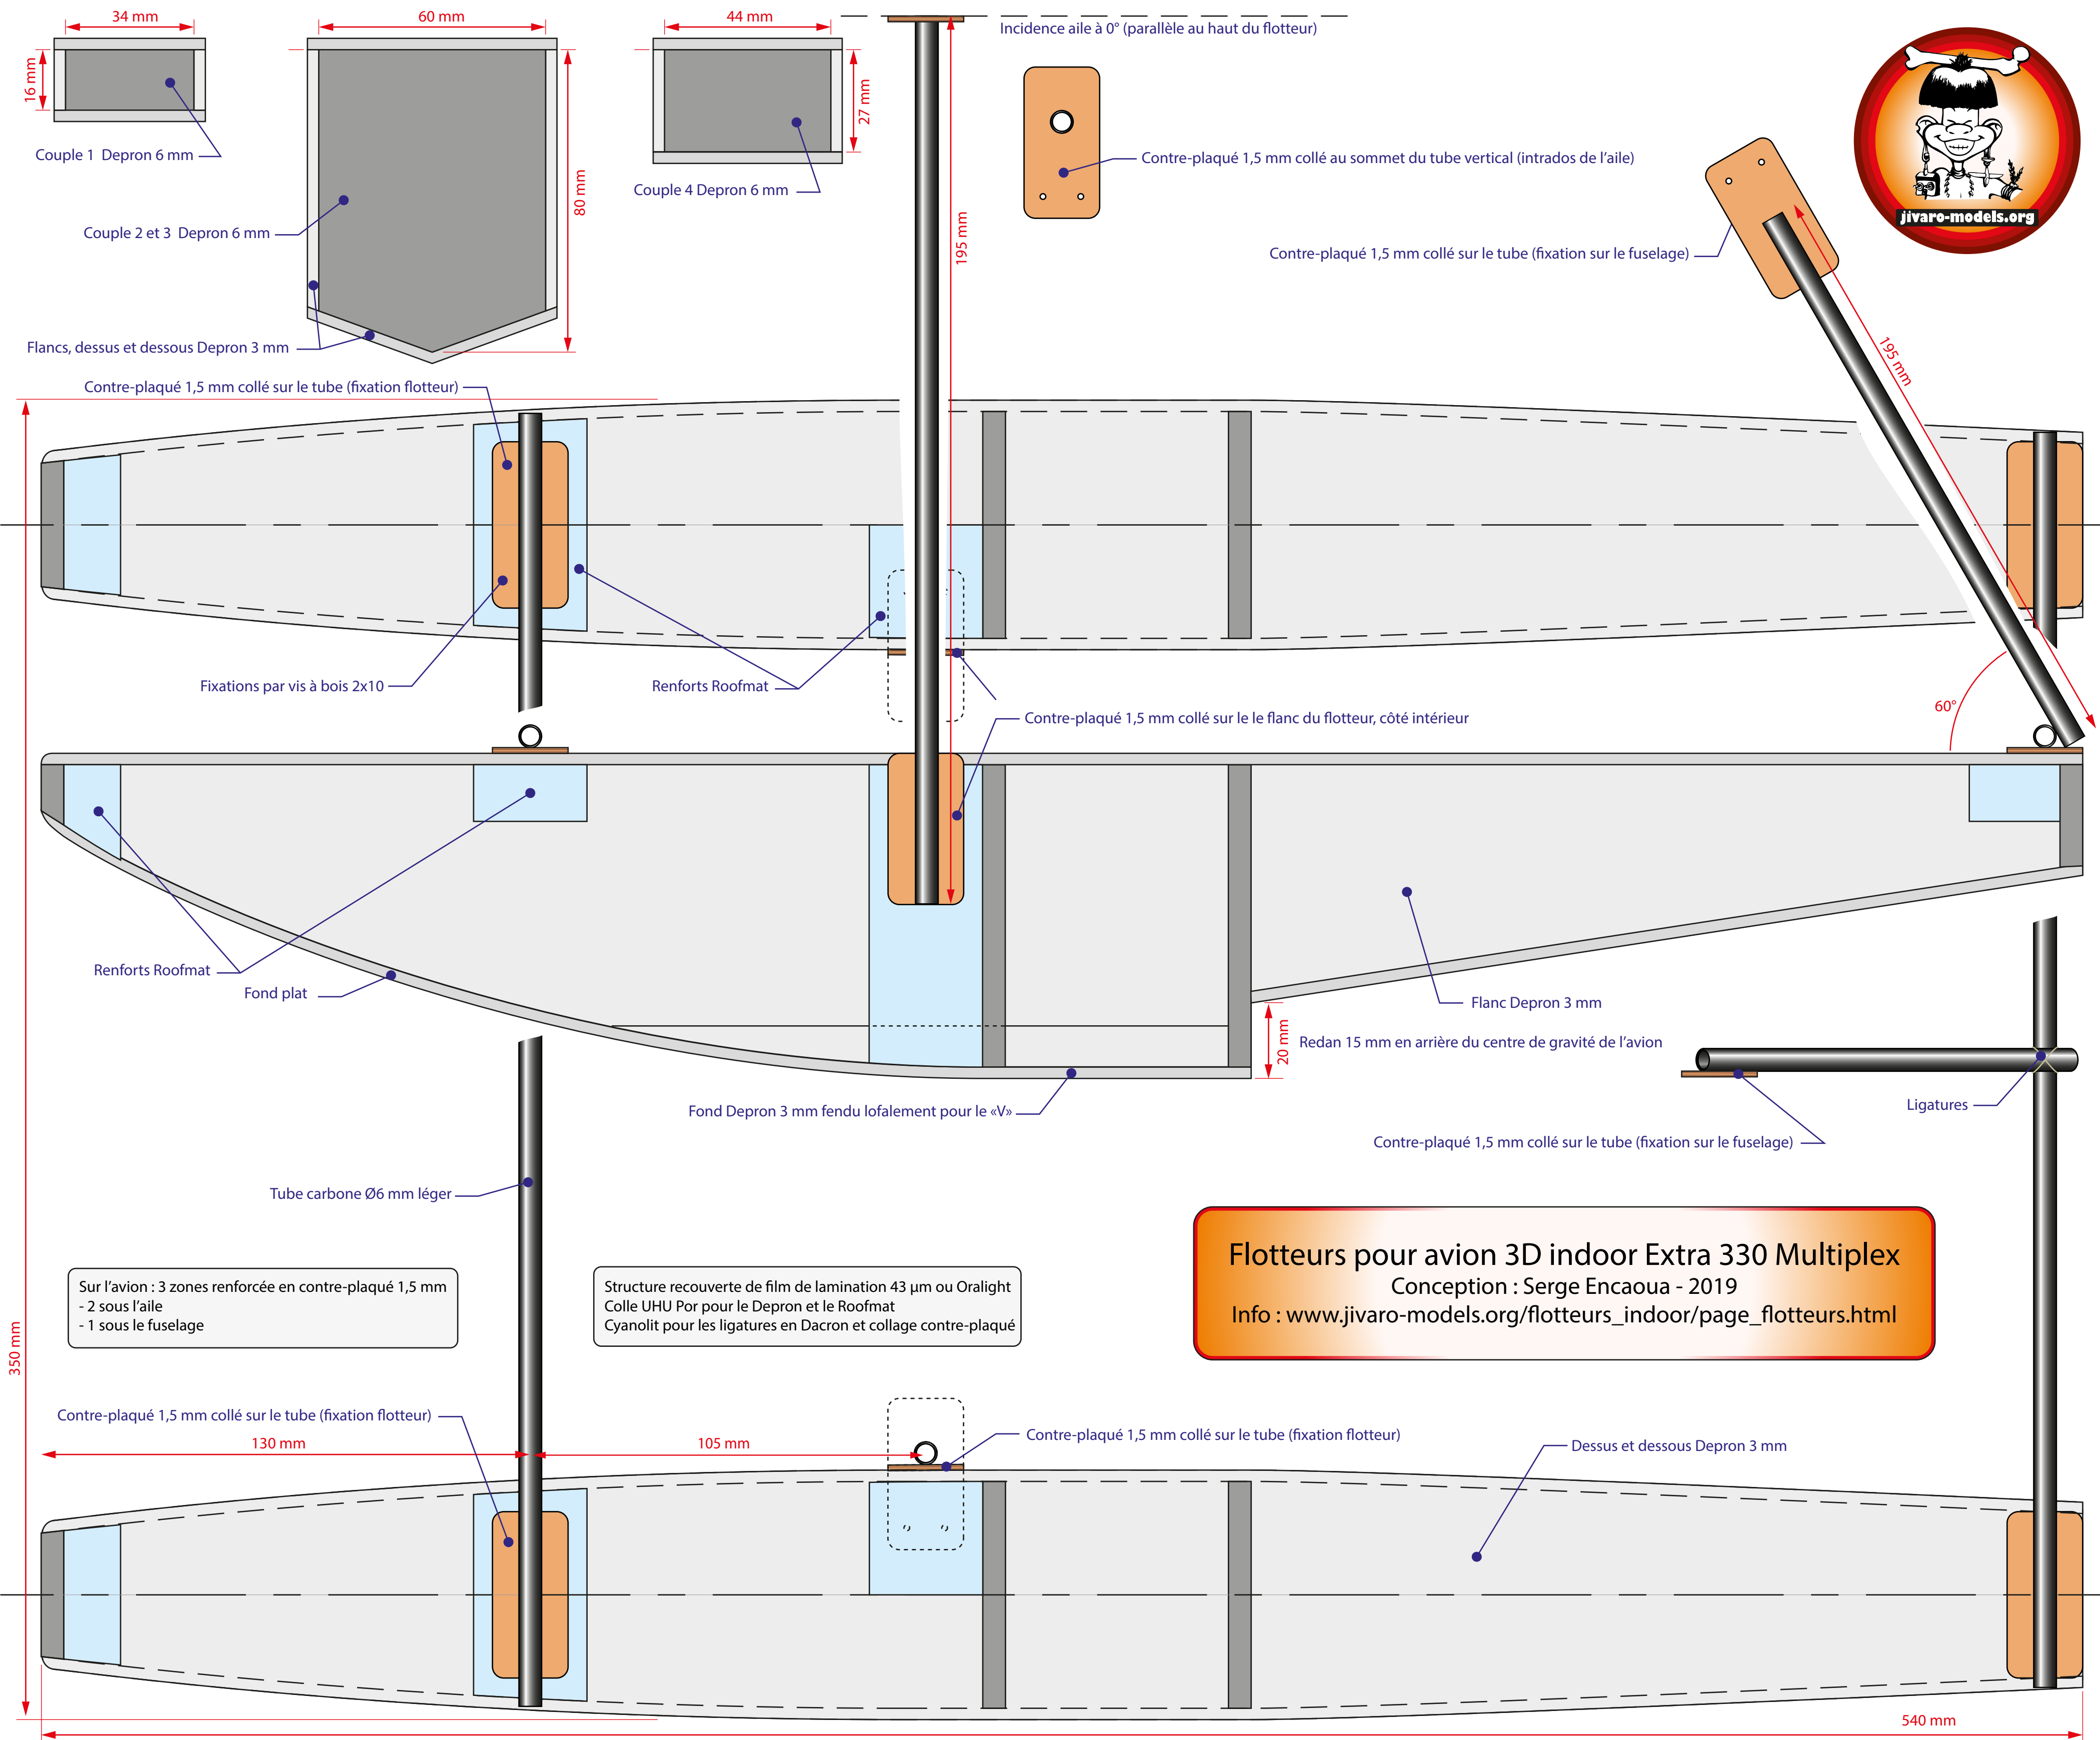 34 mm
60 mm
44 mm
Incidence aile à 0° (parallèle au haut du flotteur)
16 mm
27 mm
80 mm
195 mm
Couple 1  Depron 6 mm
Couple 4 Depron 6 mm
Contre-plaqué 1,5 mm collé au sommet du tube vertical (intrados de l'aile)
jivaro-models.org
Couple 2 et 3  Depron 6 mm
Contre-plaqué 1,5 mm collé sur le tube (fixation sur le fuselage)
Flancs, dessus et dessous Depron 3 mm
195 mm
Contre-plaqué 1,5 mm collé sur le tube (fixation flotteur)
Fixations par vis à bois 2x10
Renforts Roofmat
Contre-plaqué 1,5 mm collé sur le le flanc du flotteur, côté intérieur
60°
Renforts Roofmat
Fond plat
Flanc Depron 3 mm
20 mm
Redan 15 mm en arrière du centre de gravité de l'avion
Fond Depron 3 mm fendu lofalement pour le «V»
Ligatures
Contre-plaqué 1,5 mm collé sur le tube (fixation sur le fuselage)
Tube carbone Ø6 mm léger
Flotteurs pour avion 3D indoor Extra 330 Multiplex
Conception : Serge Encaoua - 2019
Info : www.jivaro-models.org/flotteurs_indoor/page_flotteurs.html
Sur l'avion : 3 zones renforcée en contre-plaqué 1,5 mm
- 2 sous l'aile
- 1 sous le fuselage
Structure recouverte de film de lamination 43 µm ou Oralight
Colle UHU Por pour le Depron et le Roofmat
Cyanolit pour les ligatures en Dacron et collage contre-plaqué
350 mm
Contre-plaqué 1,5 mm collé sur le tube (fixation flotteur)
130 mm
105 mm
Contre-plaqué 1,5 mm collé sur le tube (fixation flotteur)
Dessus et dessous Depron 3 mm
540 mm